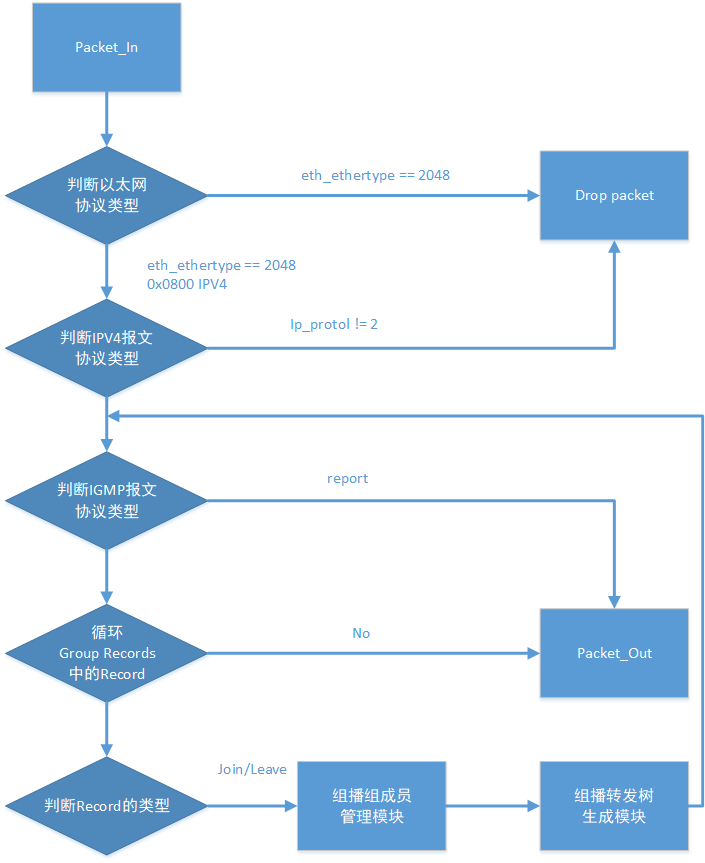 Packet_In
判断以太网
协议类型
eth_ethertype == 2048
Drop packet
eth_ethertype == 2048
0x0800 IPV4
判断IPV4报文
协议类型
Ip_protol != 2
判断IGMP报文
协议类型
report
循环
Group Records
中的Record
No
Packet_Out
判断Record的类型
Join/Leave
组播组成员
管理模块
组播转发树
生成模块